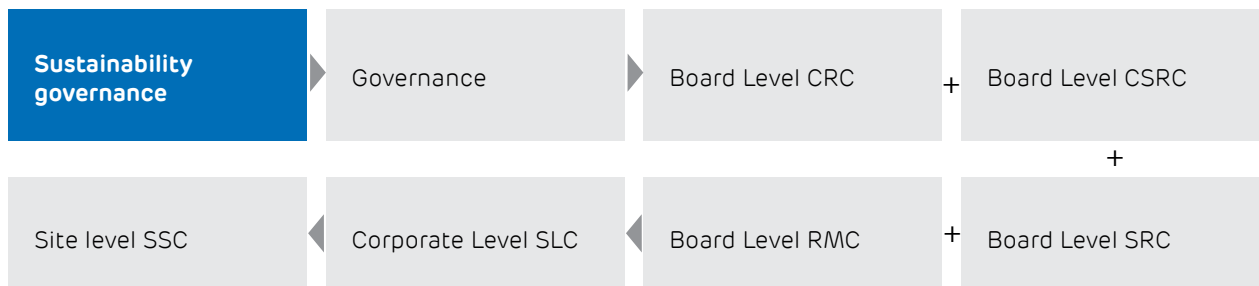 Sustainability
governance
Governance
Board Level CRC
+
Board Level CSRC
+
Site level SSC
Corporate Level SLC
Board Level RMC
+
Board Level SRC